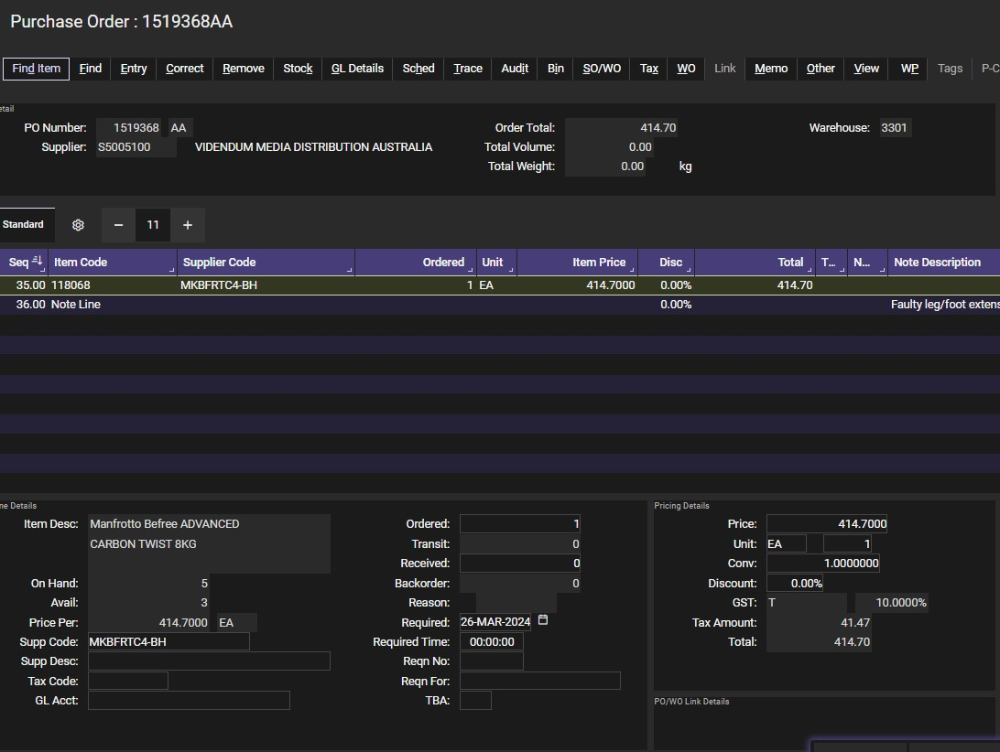 Purchase Order : 1519368AA
Find Item Find Entry Correct Remove Stock GL Details Sched Trace Audit Bin SO/WO Tax WO Link Memo Other View WP Tags P-C
etail
PO Number: 1519368 AA Order Total: 414.70 Warehouse: 3301
Supplier: S5005100 VIDENDUM MEDIA DISTRIBUTION AUSTRALIA Total Volume: 0.00
Total Weight: 0.00 kg
Standard − 11 +
Seq Item Code Supplier Code Ordered Unit Item Price Disc Total T... N... Note Description
35.00 118068 MKBFRTC4-BH 1 EA 414.7000 0.00% 414.70
36.00 Note Line 0.00% Faulty leg/foot extens
ne Details Pricing Details
Item Desc: Manfrotto Befree ADVANCED Ordered: 1 Price: 414.7000
CARBON TWIST 8KG Transit: 0 Unit: EA 1
Received: 0 Conv: 1.0000000
On Hand: 5 Backorder: 0 Discount: 0.00%
Avail: 3 Reason: GST: T 10.0000%
Price Per: 414.7000 EA Required: 26-MAR-2024 Tax Amount: 41.47
Supp Code: MKBFRTC4-BH Required Time: 00:00:00 Total: 414.70
Supp Desc: Reqn No:
Tax Code: Reqn For:
GL Acct: TBA: PO/WO Link Details